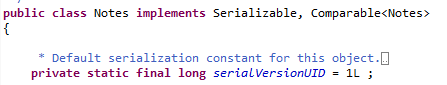 public class Notes implements Serializable, Comparable<Notes>
{
* Default serialization constant for this object.
private static final long serialVersionUID = 1L ;